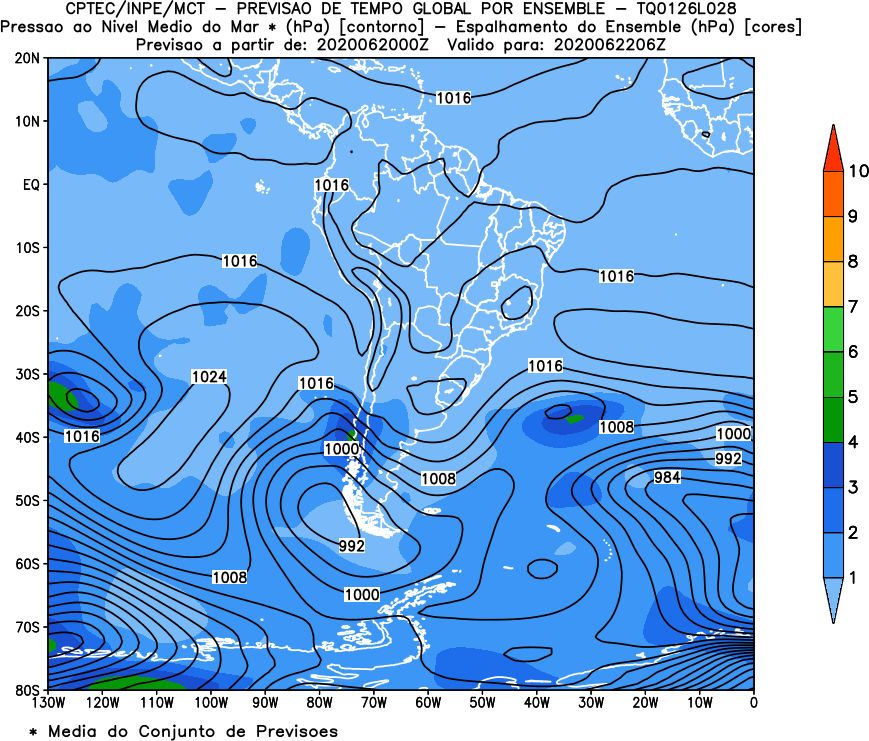 CPTEC/INPE/MCT – PREVISAO DE TEMPO GLOBAL POR ENSEMBLE – TQ0126L028
Pressao ao Nivel Medio do Mar * (hPa) [contorno] – Espalhamento do Ensemble (hPa) [cores]
Previsao a partir de: 2020062000Z Valido para: 2020062206Z
20N
1016
10N
10
EQ
1016
9
10S
1016
1016
8
20S
7
1016
30S
1024
1016
6
5
1016
1008
1000
40S
1000
992
4
1008
984
3
50S
992
2
60S
1008
1000
1
70S
80S
130W 120W 110W 100W 90W 80W 70W 60W 50W 40W 30W 20W 10W 0
* Media do Conjunto de Previsoes